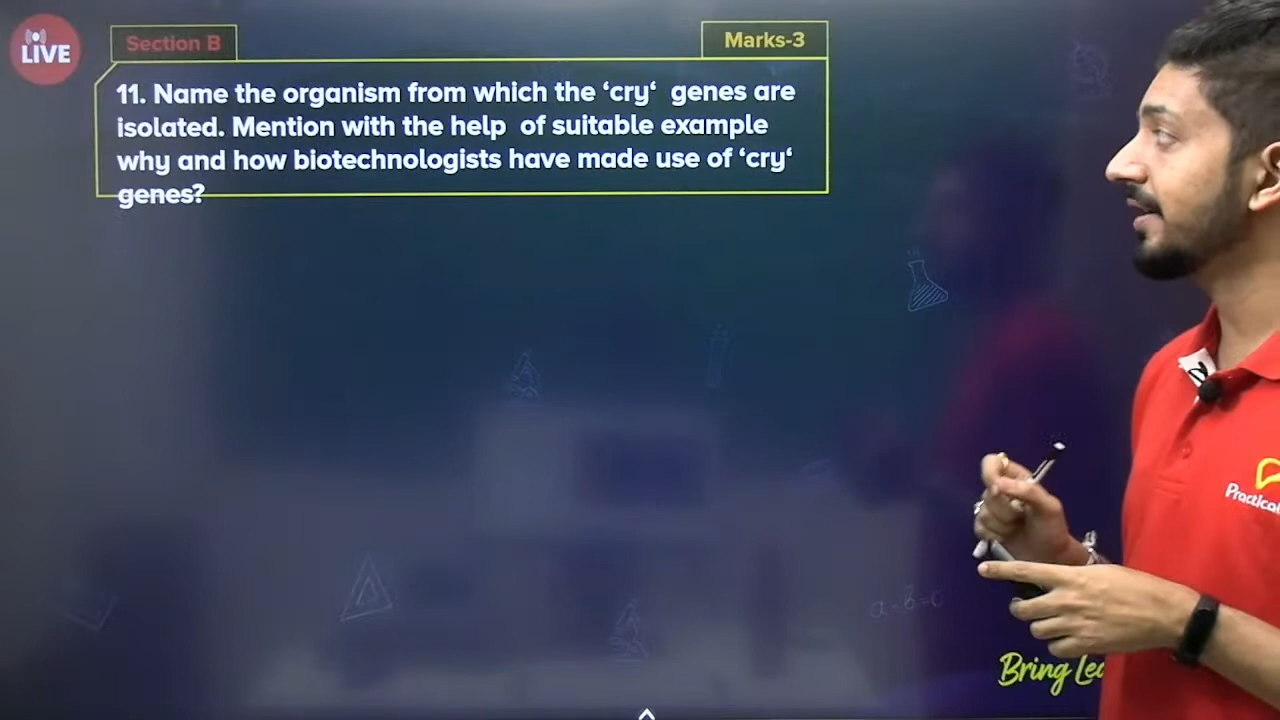 LIVE
Section B
Marks-3
11. Name the organism from which the ‘cry‘ genes are
isolated. Mention with the help of suitable example
why and how biotechnologists have made use of ‘cry‘
genes?
Practical
Bring Lea